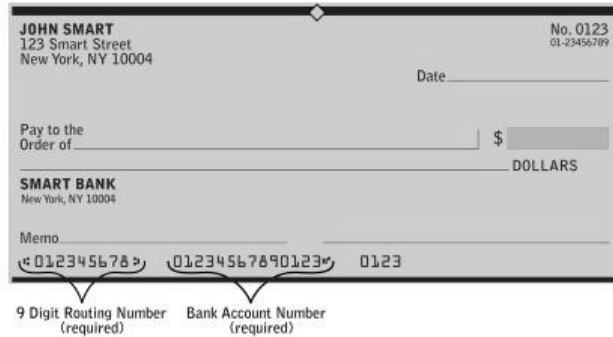 JOHN SMART
123 Smart Street
New York, NY 10004
No. 0123
01-23456789
Date
Pay to the
Order of
$
DOLLARS
SMART BANK
New York, NY 10004
Memo
⑆012345678⑆ 01234567890123⑈ 0123
9 Digit Routing Number
(required)
Bank Account Number
(required)